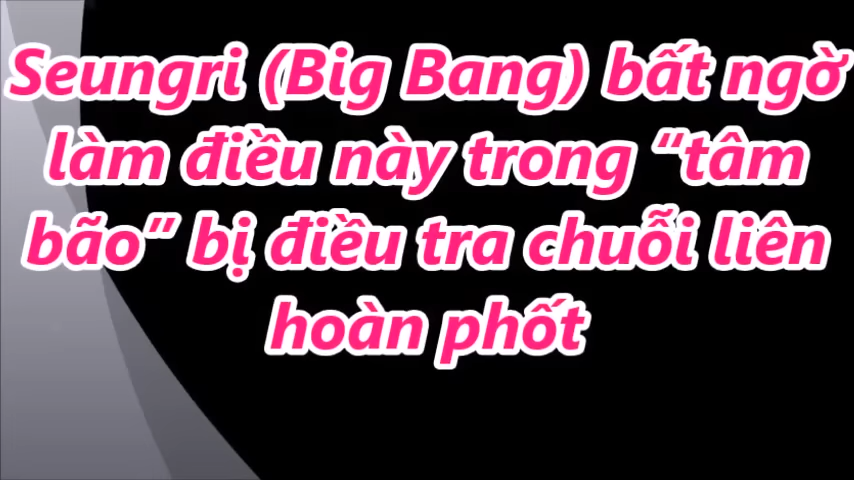 Seungri (Big Bang) bất ngờ
làm điều này trong “tâm
bão” bị điều tra chuỗi liên
hoàn phốt